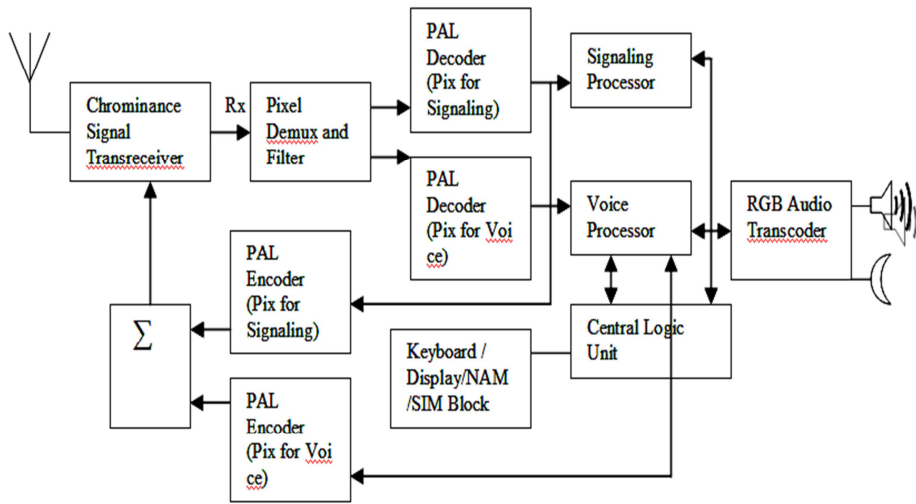 PAL
Decoder
(Pix for
Signaling)
Signaling
Processor
Chrominance
Signal
Transreceiver
Rx
Pixel
Demux and
Filter
PAL
Decoder
(Pix for Voi
ce)
Voice
Processor
RGB Audio
Transcoder
PAL
Encoder
(Pix for
Signaling)
∑
Central Logic
Unit
Keyboard /
Display/NAM
/SIM Block
PAL
Encoder
(Pix for Voi
ce)